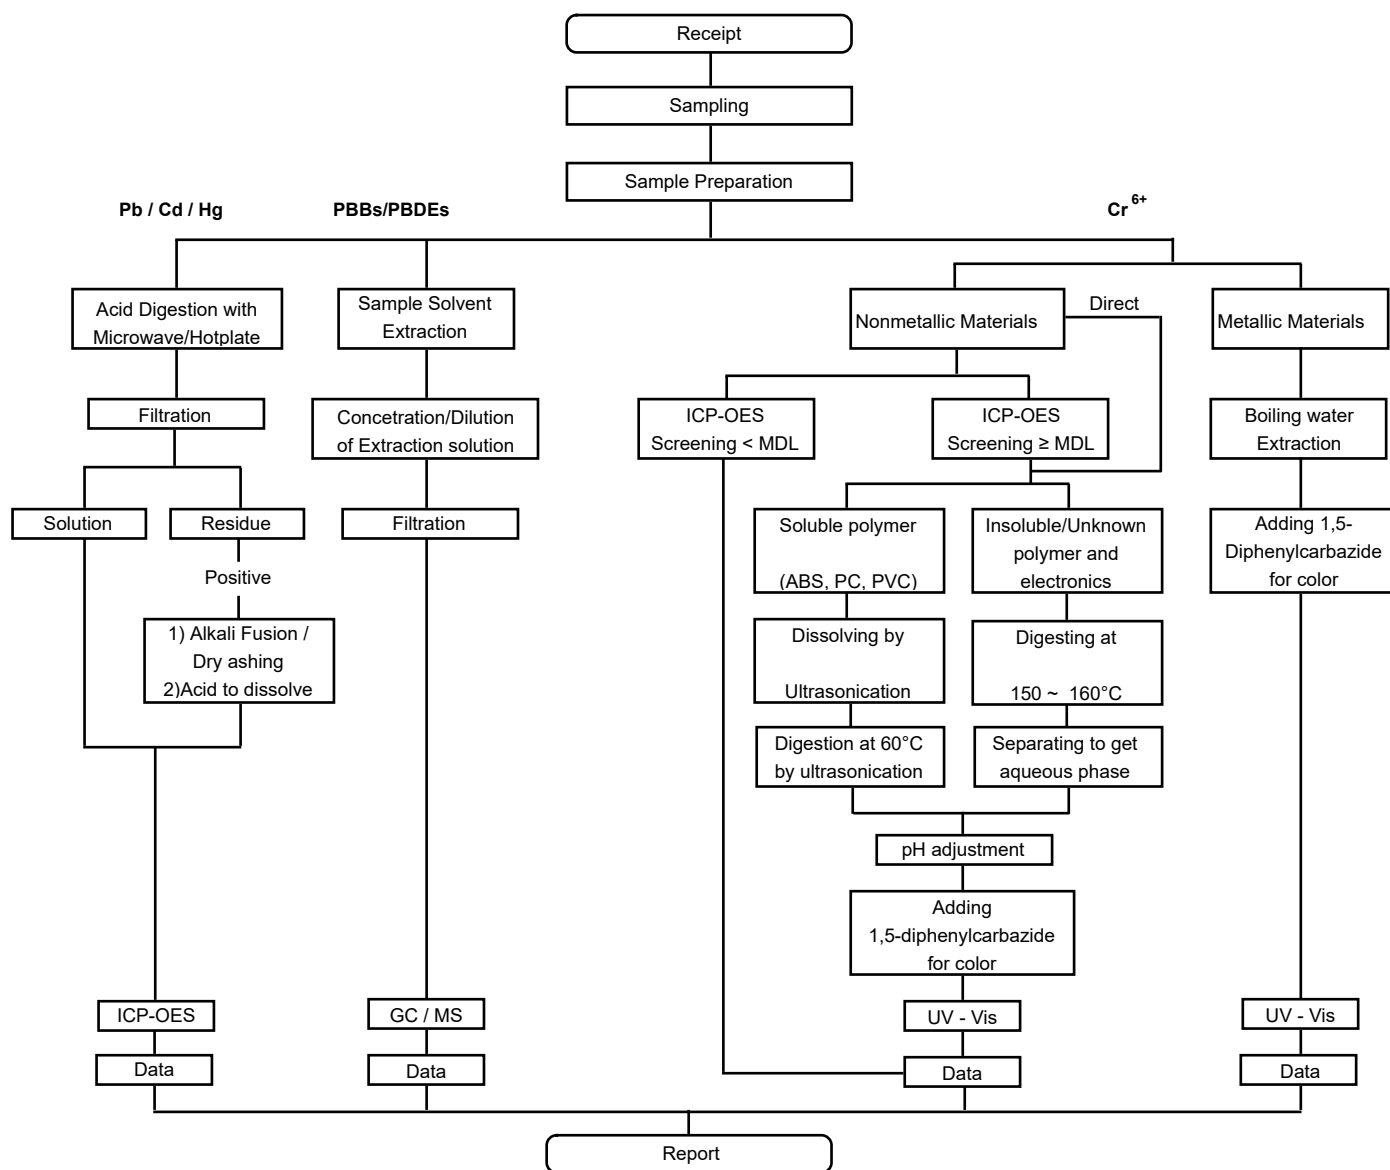 Receipt
Sampling
Sample Preparation
Pb / Cd / Hg
PBBs/PBDEs
Cr 6+
Acid Digestion with
Microwave/Hotplate
Sample Solvent
Extraction
Nonmetallic Materials
Direct
Metallic Materials
Filtration
Concetration/Dilution
of Extraction solution
ICP-OES
Screening < MDL
ICP-OES
Screening ≥ MDL
Boiling water
Extraction
Solution
Residue
Filtration
Soluble polymer
(ABS, PC, PVC)
Insoluble/Unknown
polymer and
electronics
Adding 1,5-
Diphenylcarbazide
for color
Positive
1) Alkali Fusion /
Dry ashing
2)Acid to dissolve
Dissolving by
Ultrasonication
Digesting at
150 ~ 160°C
Digestion at 60°C
by ultrasonication
Separating to get
aqueous phase
pH adjustment
Adding
1,5-diphenylcarbazide
for color
ICP-OES
GC / MS
UV - Vis
UV - Vis
Data
Data
Data
Data
Report